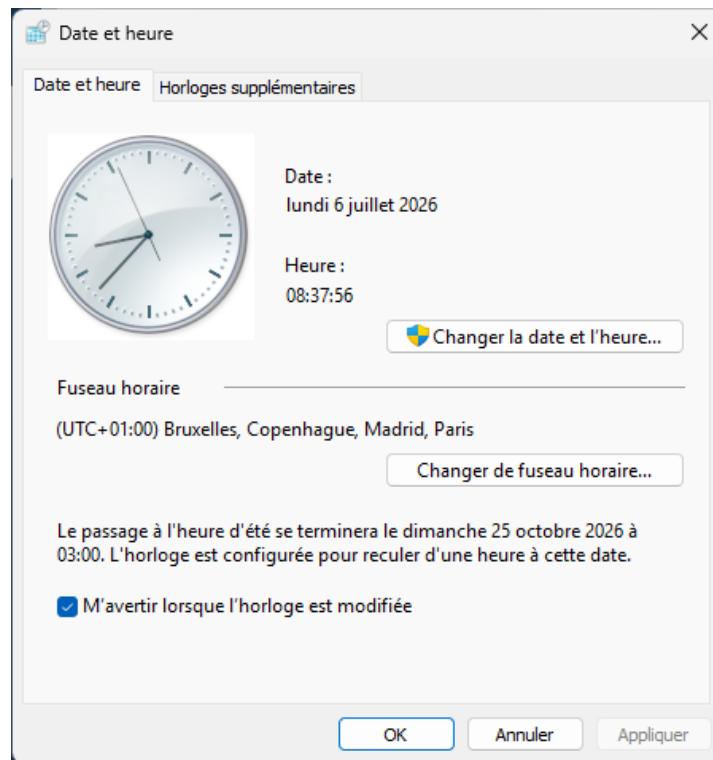 Date et heure
Date et heure
Horloges supplémentaires
Date :
lundi 6 juillet 2026
Heure :
08:37:56
Changer la date et l'heure...
Fuseau horaire
(UTC+01:00) Bruxelles, Copenhague, Madrid, Paris
Changer de fuseau horaire...
Le passage à l'heure d'été se terminera le dimanche 25 octobre 2026 à
03:00. L'horloge est configurée pour reculer d'une heure à cette date.
M'avertir lorsque l'horloge est modifiée
OK
Annuler
Appliquer